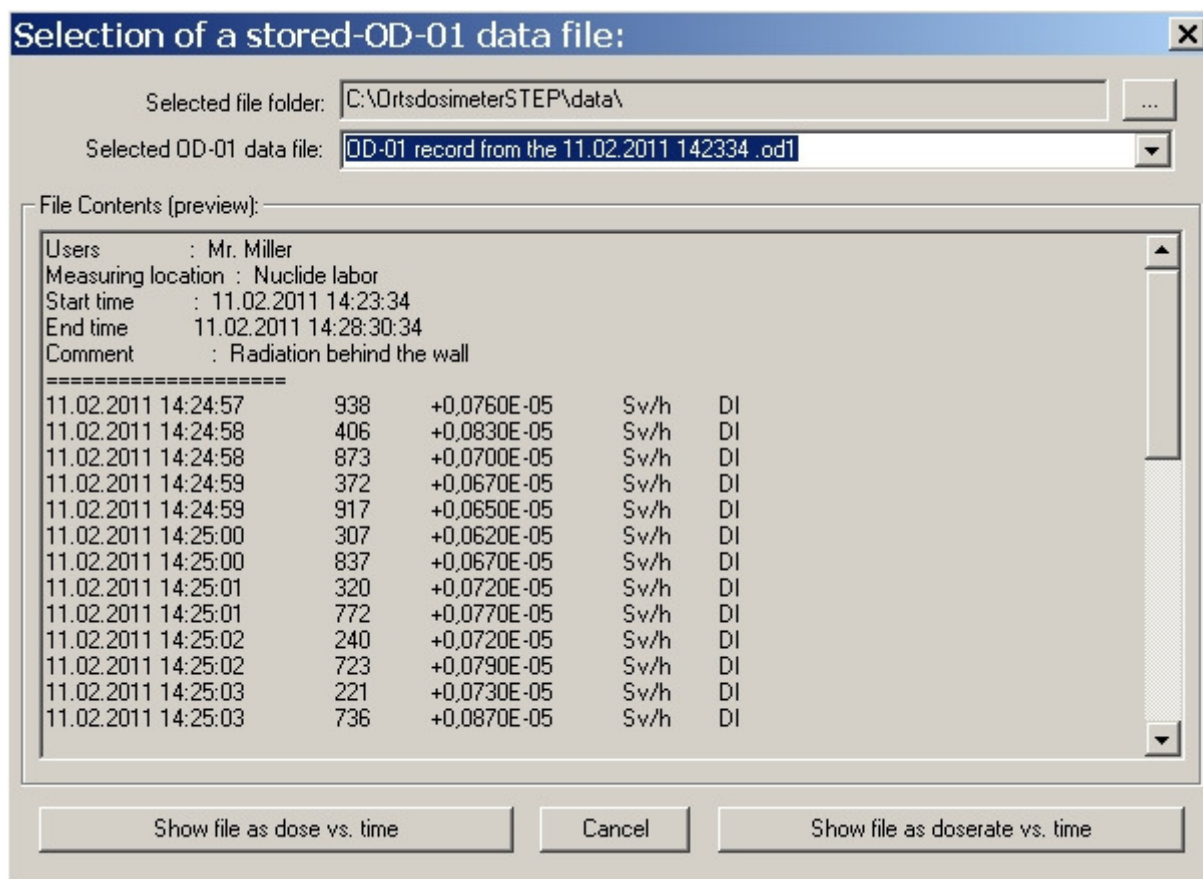 Selection of a stored-OD-01 data file:
Selected file folder: C:\OrtsdosimeterSTEP\data\ ...
Selected OD-01 data file: OD-01 record from the 11.02.2011 142334 .od1
File Contents (preview):
Users : Mr. Miller
Measuring location : Nuclide labor
Start time : 11.02.2011 14:23:34
End time 11.02.2011 14:28:30:34
Comment : Radiation behind the wall
====================
11.02.2011 14:24:57 938 +0,0760E-05 Sv/h DI
11.02.2011 14:24:58 406 +0,0830E-05 Sv/h DI
11.02.2011 14:24:58 873 +0,0700E-05 Sv/h DI
11.02.2011 14:24:59 372 +0,0670E-05 Sv/h DI
11.02.2011 14:24:59 917 +0,0650E-05 Sv/h DI
11.02.2011 14:25:00 307 +0,0620E-05 Sv/h DI
11.02.2011 14:25:00 837 +0,0670E-05 Sv/h DI
11.02.2011 14:25:01 320 +0,0720E-05 Sv/h DI
11.02.2011 14:25:01 772 +0,0770E-05 Sv/h DI
11.02.2011 14:25:02 240 +0,0720E-05 Sv/h DI
11.02.2011 14:25:02 723 +0,0790E-05 Sv/h DI
11.02.2011 14:25:03 221 +0,0730E-05 Sv/h DI
11.02.2011 14:25:03 736 +0,0870E-05 Sv/h DI
Show file as dose vs. time Cancel Show file as doserate vs. time